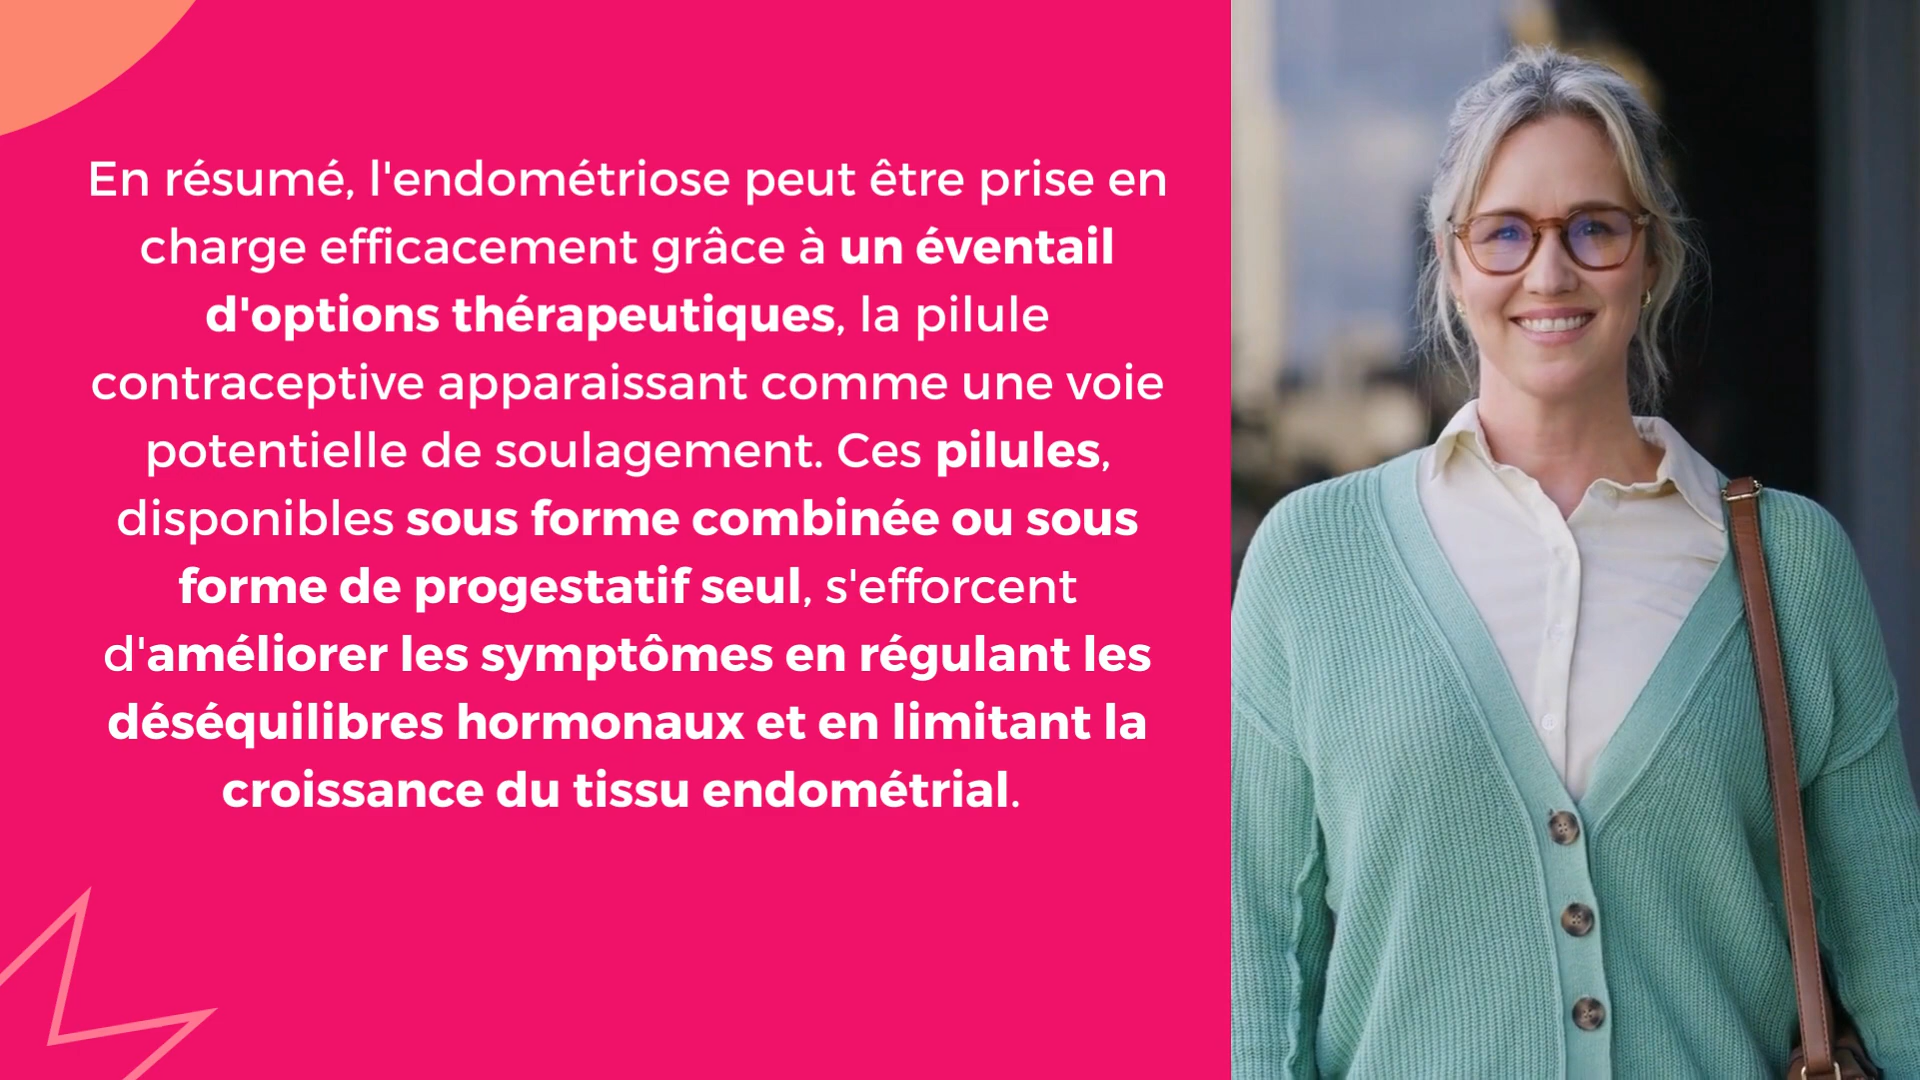 En résumé, l'endométriose peut être prise en
charge efficacement grâce à un éventail
d'options thérapeutiques, la pilule
contraceptive apparaissant comme une voie
potentielle de soulagement. Ces pilules,
disponibles sous forme combinée ou sous
forme de progestatif seul, s'efforcent
d'améliorer les symptômes en régulant les
déséquilibres hormonaux et en limitant la
croissance du tissu endométrial.